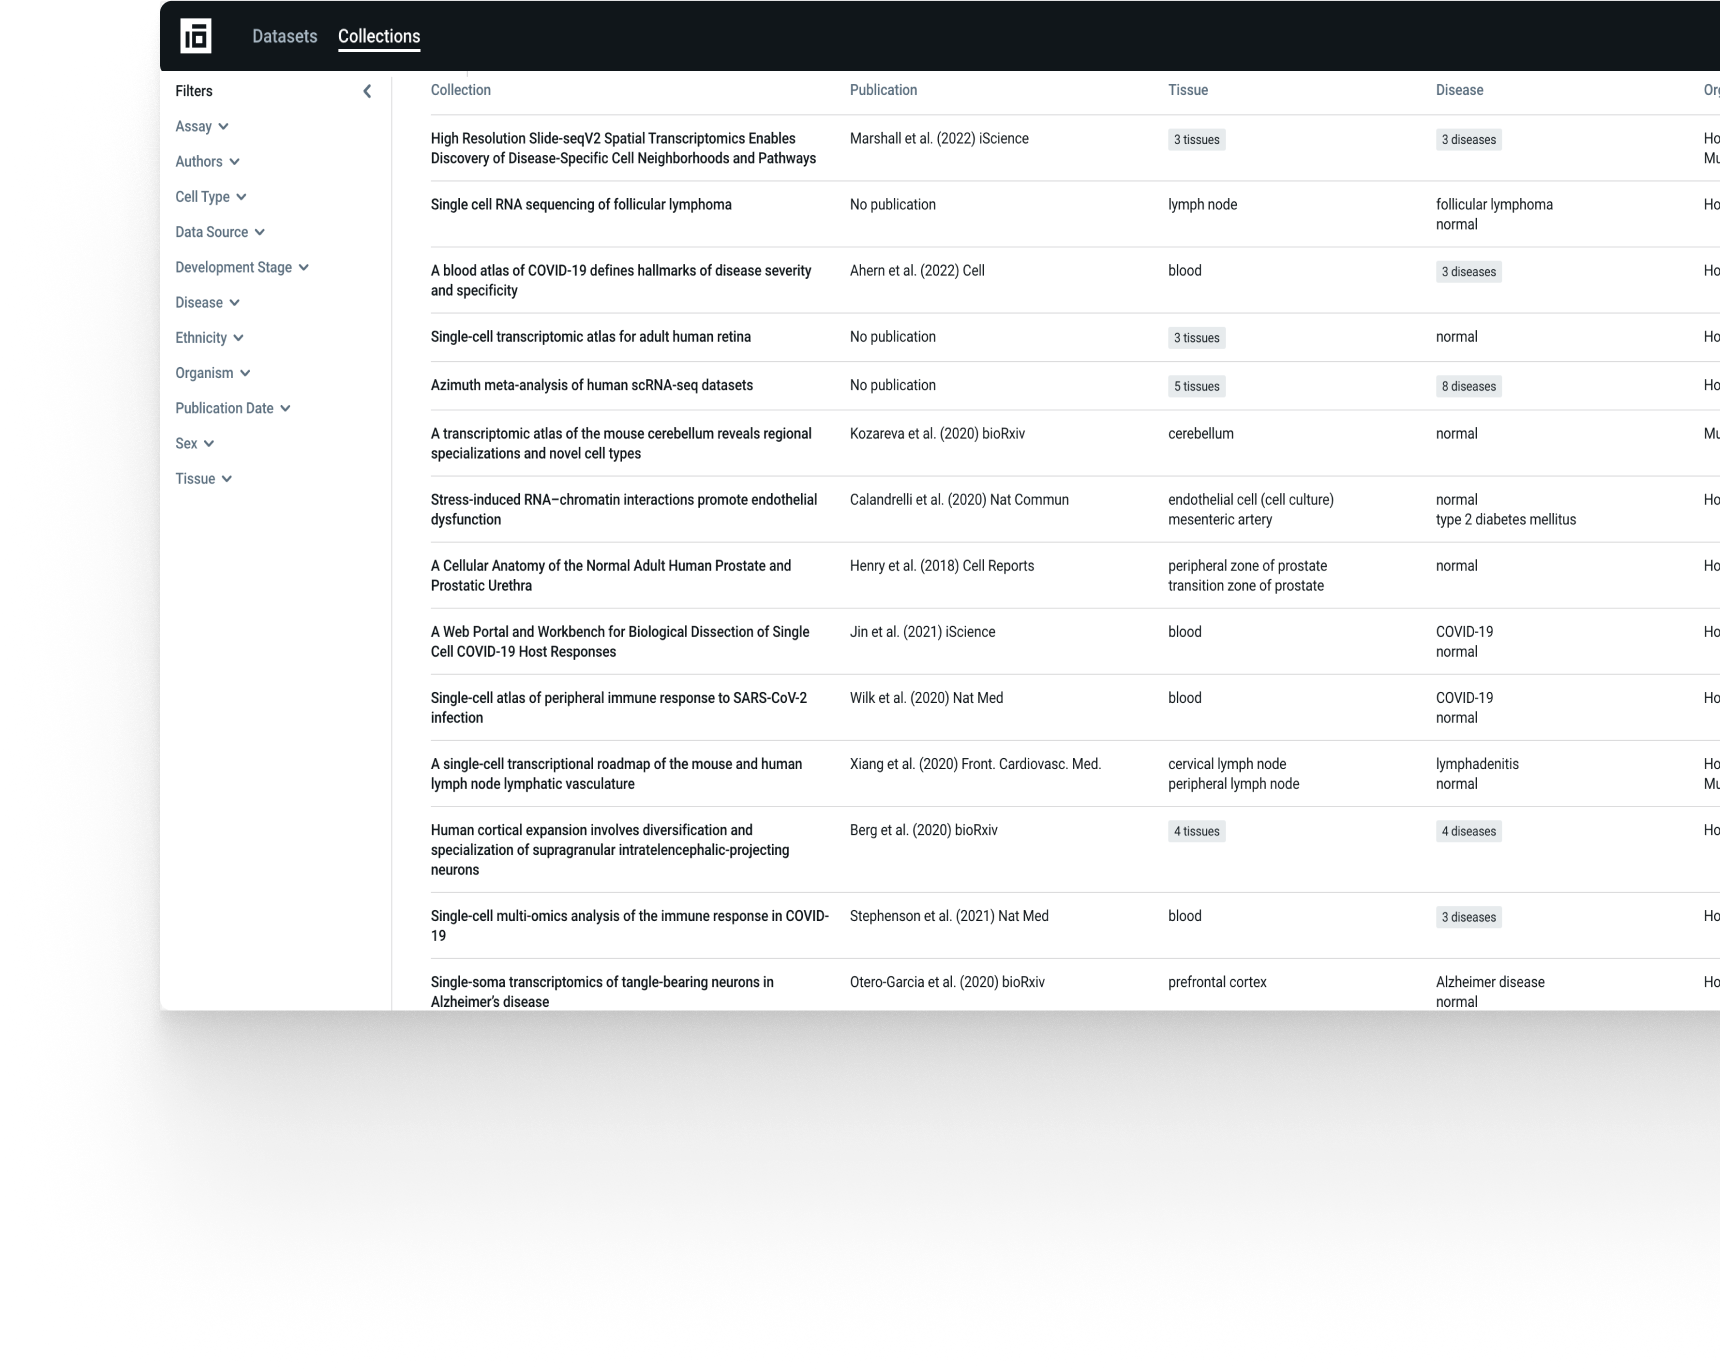 Datasets Collections
Filters
Assay
Authors
Cell Type
Data Source
Development Stage
Disease
Ethnicity
Organism
Publication Date
Sex
Tissue
Collection Publication Tissue Disease Org
High Resolution Slide-seqV2 Spatial Transcriptomics Enables Marshall et al. (2022) iScience 3 tissues 3 diseases Ho
Discovery of Disease-Specific Cell Neighborhoods and Pathways Mu
Single cell RNA sequencing of follicular lymphoma No publication lymph node follicular lymphoma Ho
normal
A blood atlas of COVID-19 defines hallmarks of disease severity Ahern et al. (2022) Cell blood 3 diseases Ho
and specificity
Single-cell transcriptomic atlas for adult human retina No publication 3 tissues normal Ho
Azimuth meta-analysis of human scRNA-seq datasets No publication 5 tissues 8 diseases Ho
A transcriptomic atlas of the mouse cerebellum reveals regional Kozareva et al. (2020) bioRxiv cerebellum normal Mu
specializations and novel cell types
Stress-induced RNA–chromatin interactions promote endothelial Calandrelli et al. (2020) Nat Commun endothelial cell (cell culture) normal Ho
dysfunction mesenteric artery type 2 diabetes mellitus
A Cellular Anatomy of the Normal Adult Human Prostate and Henry et al. (2018) Cell Reports peripheral zone of prostate normal Ho
Prostatic Urethra transition zone of prostate
A Web Portal and Workbench for Biological Dissection of Single Jin et al. (2021) iScience blood COVID-19 Ho
Cell COVID-19 Host Responses normal
Single-cell atlas of peripheral immune response to SARS-CoV-2 Wilk et al. (2020) Nat Med blood COVID-19 Ho
infection normal
A single-cell transcriptional roadmap of the mouse and human Xiang et al. (2020) Front. Cardiovasc. Med. cervical lymph node lymphadenitis Ho
lymph node lymphatic vasculature peripheral lymph node normal Mu
Human cortical expansion involves diversification and Berg et al. (2020) bioRxiv 4 tissues 4 diseases Ho
specialization of supragranular intratelencephalic-projecting
neurons
Single-cell multi-omics analysis of the immune response in COVID- Stephenson et al. (2021) Nat Med blood 3 diseases Ho
19
Single-soma transcriptomics of tangle-bearing neurons in Otero-Garcia et al. (2020) bioRxiv prefrontal cortex Alzheimer disease Ho
Alzheimer's disease normal